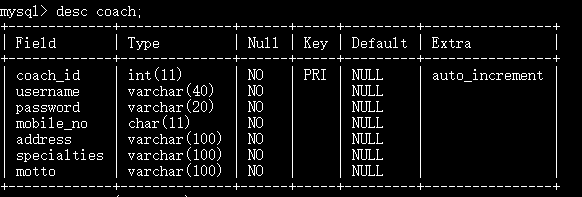 mysql> desc coach;
+-------------+--------------+------+-----+---------+----------------+
| Field       | Type         | Null | Key | Default | Extra          |
+-------------+--------------+------+-----+---------+----------------+
| coach_id    | int(11)      | NO   | PRI | NULL    | auto_increment |
| username    | varchar(40)  | NO   |     | NULL    |                |
| password    | varchar(20)  | NO   |     | NULL    |                |
| mobile_no   | char(11)     | NO   |     | NULL    |                |
| address     | varchar(100) | NO   |     | NULL    |                |
| specialties | varchar(100) | NO   |     | NULL    |                |
| motto       | varchar(100) | NO   |     | NULL    |                |
+-------------+--------------+------+-----+---------+----------------+